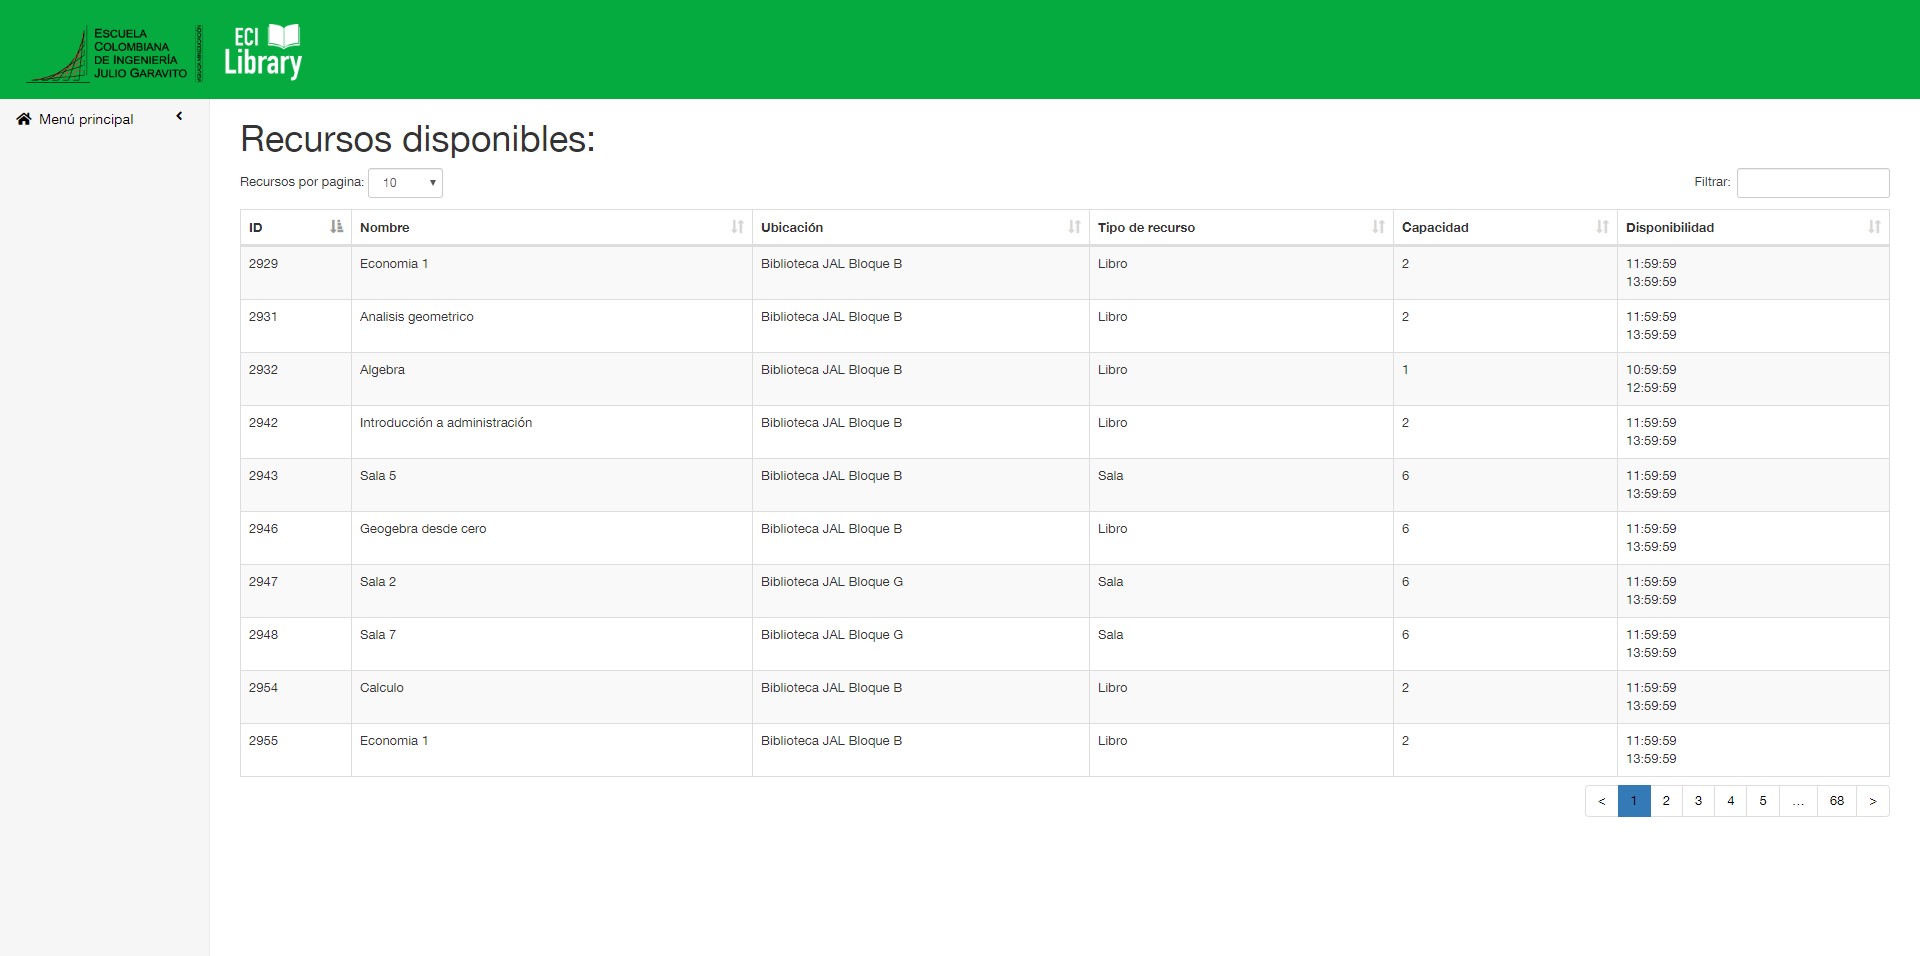 ESCUELA
COLOMBIANA
DE INGENIERÍA
JULIO GARAVITO
ECI
Library
Menú principal
Recursos disponibles:
Recursos por pagina: 10
Filtrar:
ID Nombre Ubicación Tipo de recurso Capacidad Disponibilidad
2929 Economia 1 Biblioteca JAL Bloque B Libro 2 11:59:59
13:59:59
2931 Analisis geometrico Biblioteca JAL Bloque B Libro 2 11:59:59
13:59:59
2932 Algebra Biblioteca JAL Bloque B Libro 1 10:59:59
12:59:59
2942 Introducción a administración Biblioteca JAL Bloque B Libro 2 11:59:59
13:59:59
2943 Sala 5 Biblioteca JAL Bloque B Sala 6 11:59:59
13:59:59
2946 Geogebra desde cero Biblioteca JAL Bloque B Libro 6 11:59:59
13:59:59
2947 Sala 2 Biblioteca JAL Bloque G Sala 6 11:59:59
13:59:59
2948 Sala 7 Biblioteca JAL Bloque G Sala 6 11:59:59
13:59:59
2954 Calculo Biblioteca JAL Bloque B Libro 2 11:59:59
13:59:59
2955 Economia 1 Biblioteca JAL Bloque B Libro 2 11:59:59
13:59:59
< 1 2 3 4 5 ... 68 >